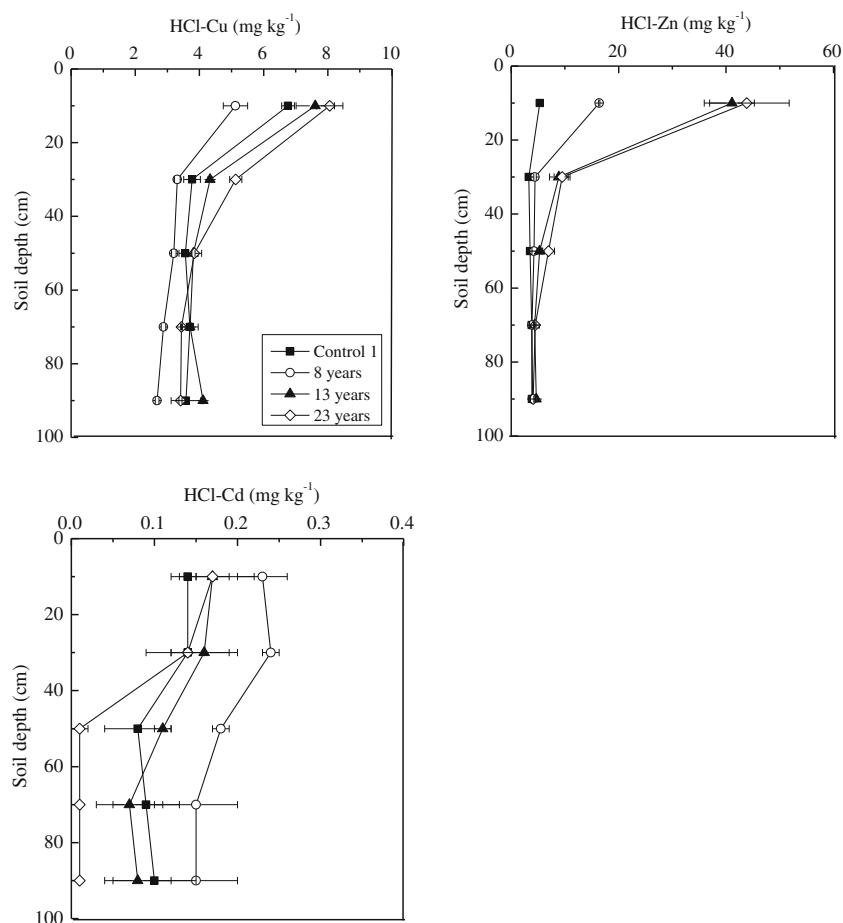 HCl-Cu (mg kg-1)
0 2 4 6 8 10
0
20
40
60
80
100
Soil depth (cm)
Control 1
8 years
13 years
23 years
HCl-Zn (mg kg-1)
0 20 40 60
0
20
40
60
80
100
Soil depth (cm)
HCl-Cd (mg kg-1)
0.0 0.1 0.2 0.3 0.4
0
20
40
60
80
100
Soil depth (cm)